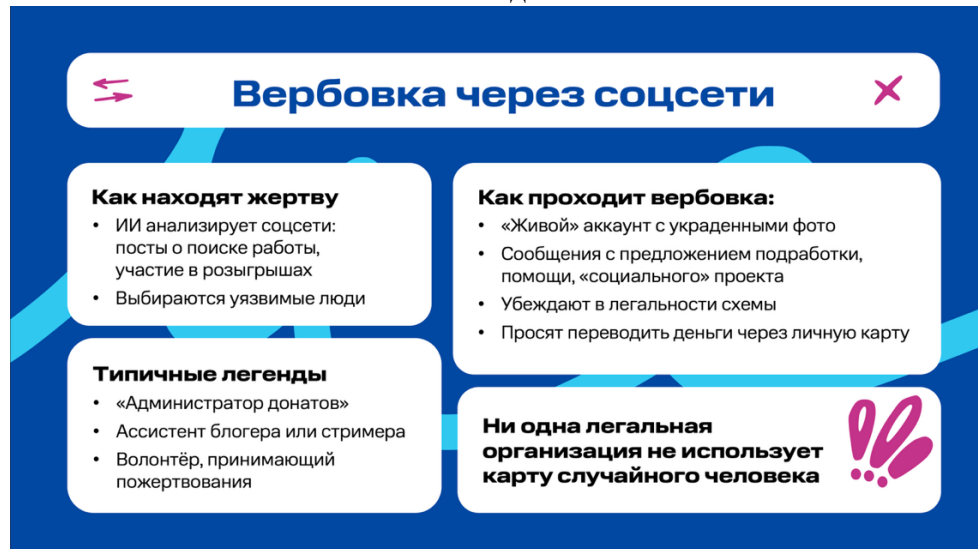 Вербовка через соцсети
Как находят жертву
• ИИ анализирует соцсети:
посты о поиске работы,
участие в розыгрышах
• Выбираются уязвимые люди
Типичные легенды
• «Администратор донатов»
• Ассистент блогера или стримера
• Волонтёр, принимающий
пожертвования
Как проходит вербовка:
• «Живой» аккаунт с украденными фото
• Сообщения с предложением подработки,
помощи, «социального» проекта
• Убеждают в легальности схемы
• Просят переводить деньги через личную карту
Ни одна легальная
организация не использует
карту случайного человека